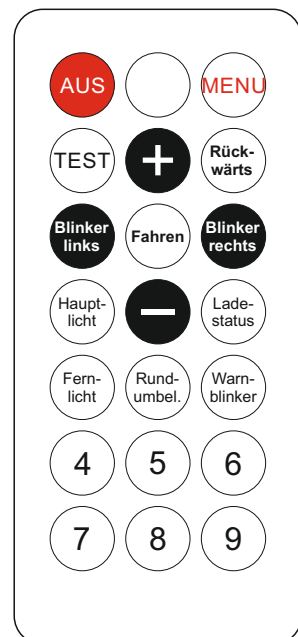 AUS MENU
TEST + Rück-
wärts
Blinker
links Fahren Blinker
rechts
Haupt-
licht − Lade-
status
Fern-
licht Rund-
umbel. Warn-
blinker
4 5 6
7 8 9